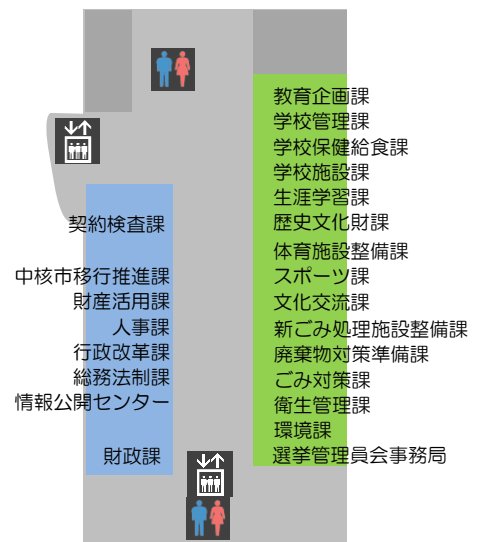 契約検査課
中核市移行推進課
財産活用課
人事課
行政改革課
総務法制課
情報公開センター
財政課
教育企画課
学校管理課
学校保健給食課
学校施設課
生涯学習課
歴史文化財課
体育施設整備課
スポーツ課
文化交流課
新ごみ処理施設整備課
廃棄物対策準備課
ごみ対策課
衛生管理課
環境課
選挙管理員会事務局